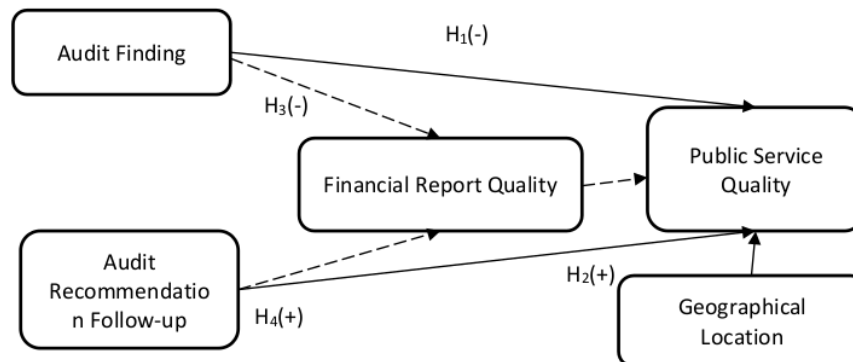 H₁(-)
Audit Finding
H₃(-)
Public Service
Quality
Financial Report Quality
Audit
Recommendatio
n Follow-up
H₂(+)
H₄(+)
Geographical
Location